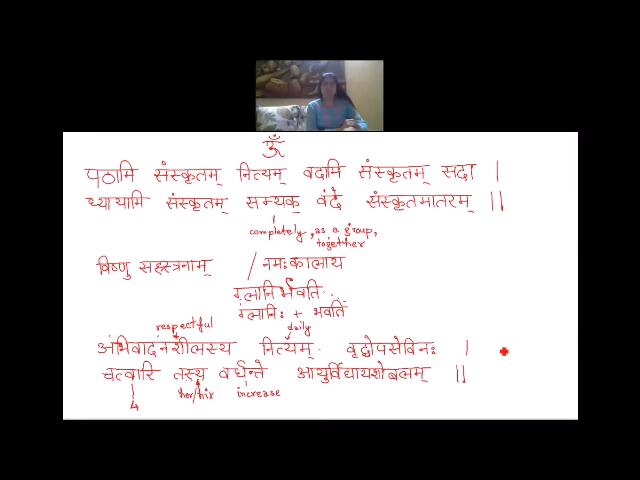 ॐ
पठामि संस्कृतम् नित्यम् वदामि संस्कृतम् सदा |
ध्यायामि संस्कृतम् सम्यक् वंदे संस्कृतमातरम् ||
completely, as a group,
together
विष्णु सहस्त्रनाम् / नमःकालाय
ग्लानिर्भवति...
ग्लानिः + भवति
respectful daily
अभिवादनशीलस्य नित्यम् वृद्धोपसेविनः |
चत्वारि तस्य वर्धन्ते आयुर्विद्यायशोबलम् ||
her/his increase
4